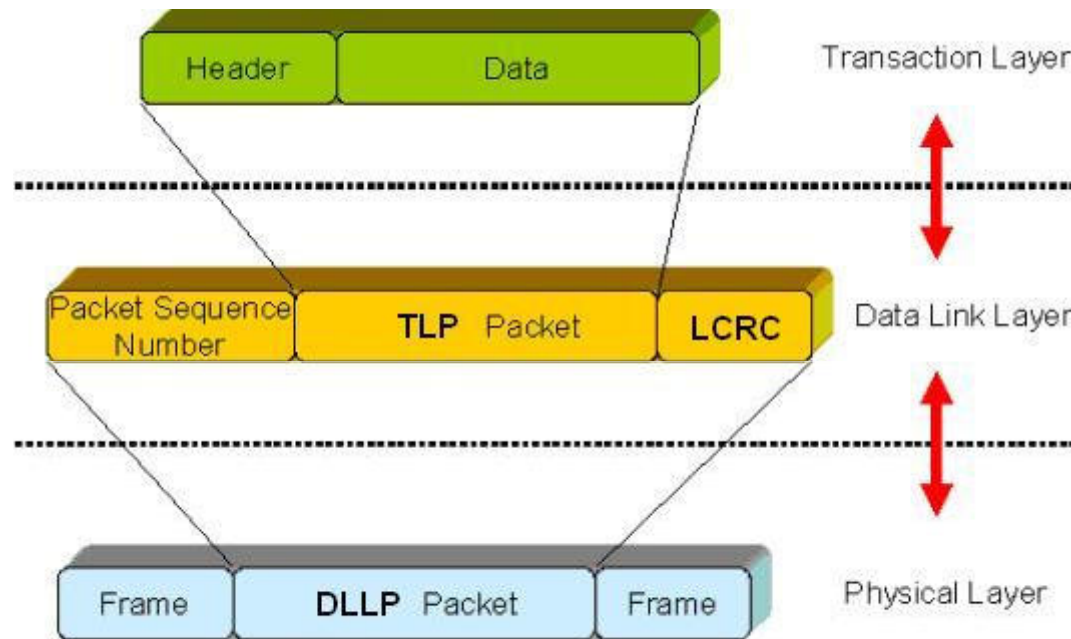 Header
Data
Transaction Layer
Packet Sequence
Number
TLP Packet
LCRC
Data Link Layer
Frame
DLLP Packet
Frame
Physical Layer